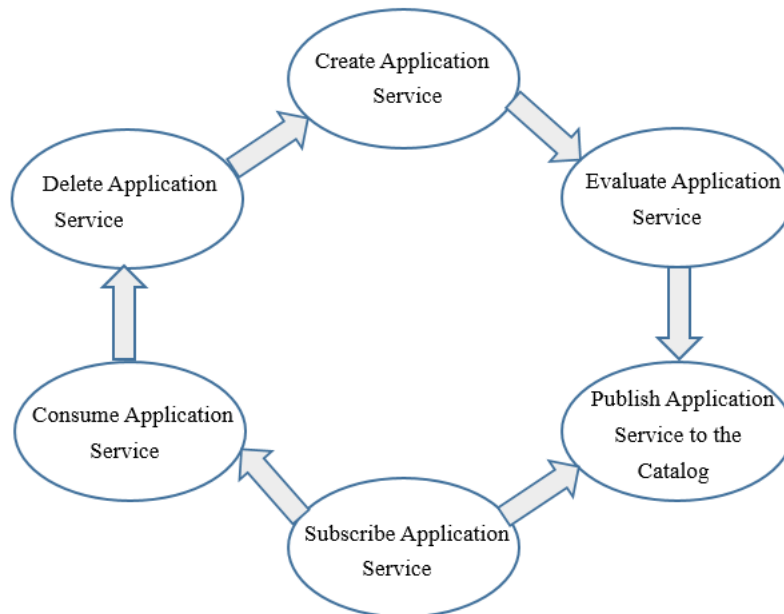 Create Application
Service
Evaluate Application
Service
Publish Application
Service to the
Catalog
Subscribe Application
Service
Consume Application
Service
Delete Application
Service